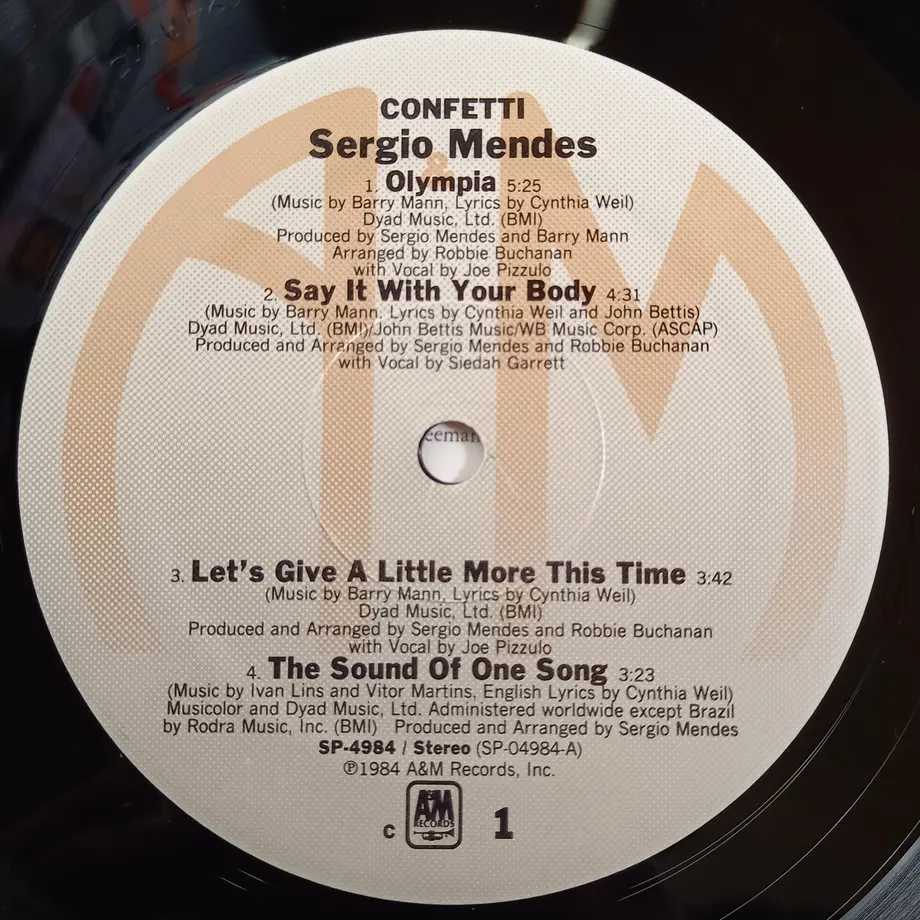 CONFETTI
Sergio Mendes
1. Olympia 5:25
(Music by Barry Mann, Lyrics by Cynthia Weil)
Dyad Music, Ltd. (BMI)
Produced by Sergio Mendes and Barry Mann
Arranged by Robbie Buchanan
with Vocal by Joe Pizzulo
2. Say It With Your Body 4:31
(Music by Barry Mann. Lyrics by Cynthia Weil and John Bettis)
Dyad Music, Ltd. (BMI)/John Bettis Music/WB Music Corp. (ASCAP)
Produced and Arranged by Sergio Mendes and Robbie Buchanan
with Vocal by Siedah Garrett
eeman
3. Let's Give A Little More This Time 3:42
(Music by Barry Mann, Lyrics by Cynthia Weil)
Dyad Music, Ltd. (BMI)
Produced and Arranged by Sergio Mendes and Robbie Buchanan
with Vocal by Joe Pizzulo
4. The Sound Of One Song 3:23
(Music by Ivan Lins and Vitor Martins, English Lyrics by Cynthia Weil)
Musicolor and Dyad Music, Ltd. Administered worldwide except Brazil
by Rodra Music, Inc. (BMI) Produced and Arranged by Sergio Mendes
SP-4984 / Stereo (SP-04984-A)
℗1984 A&M Records, Inc.
A&M
RECORDS
C 1